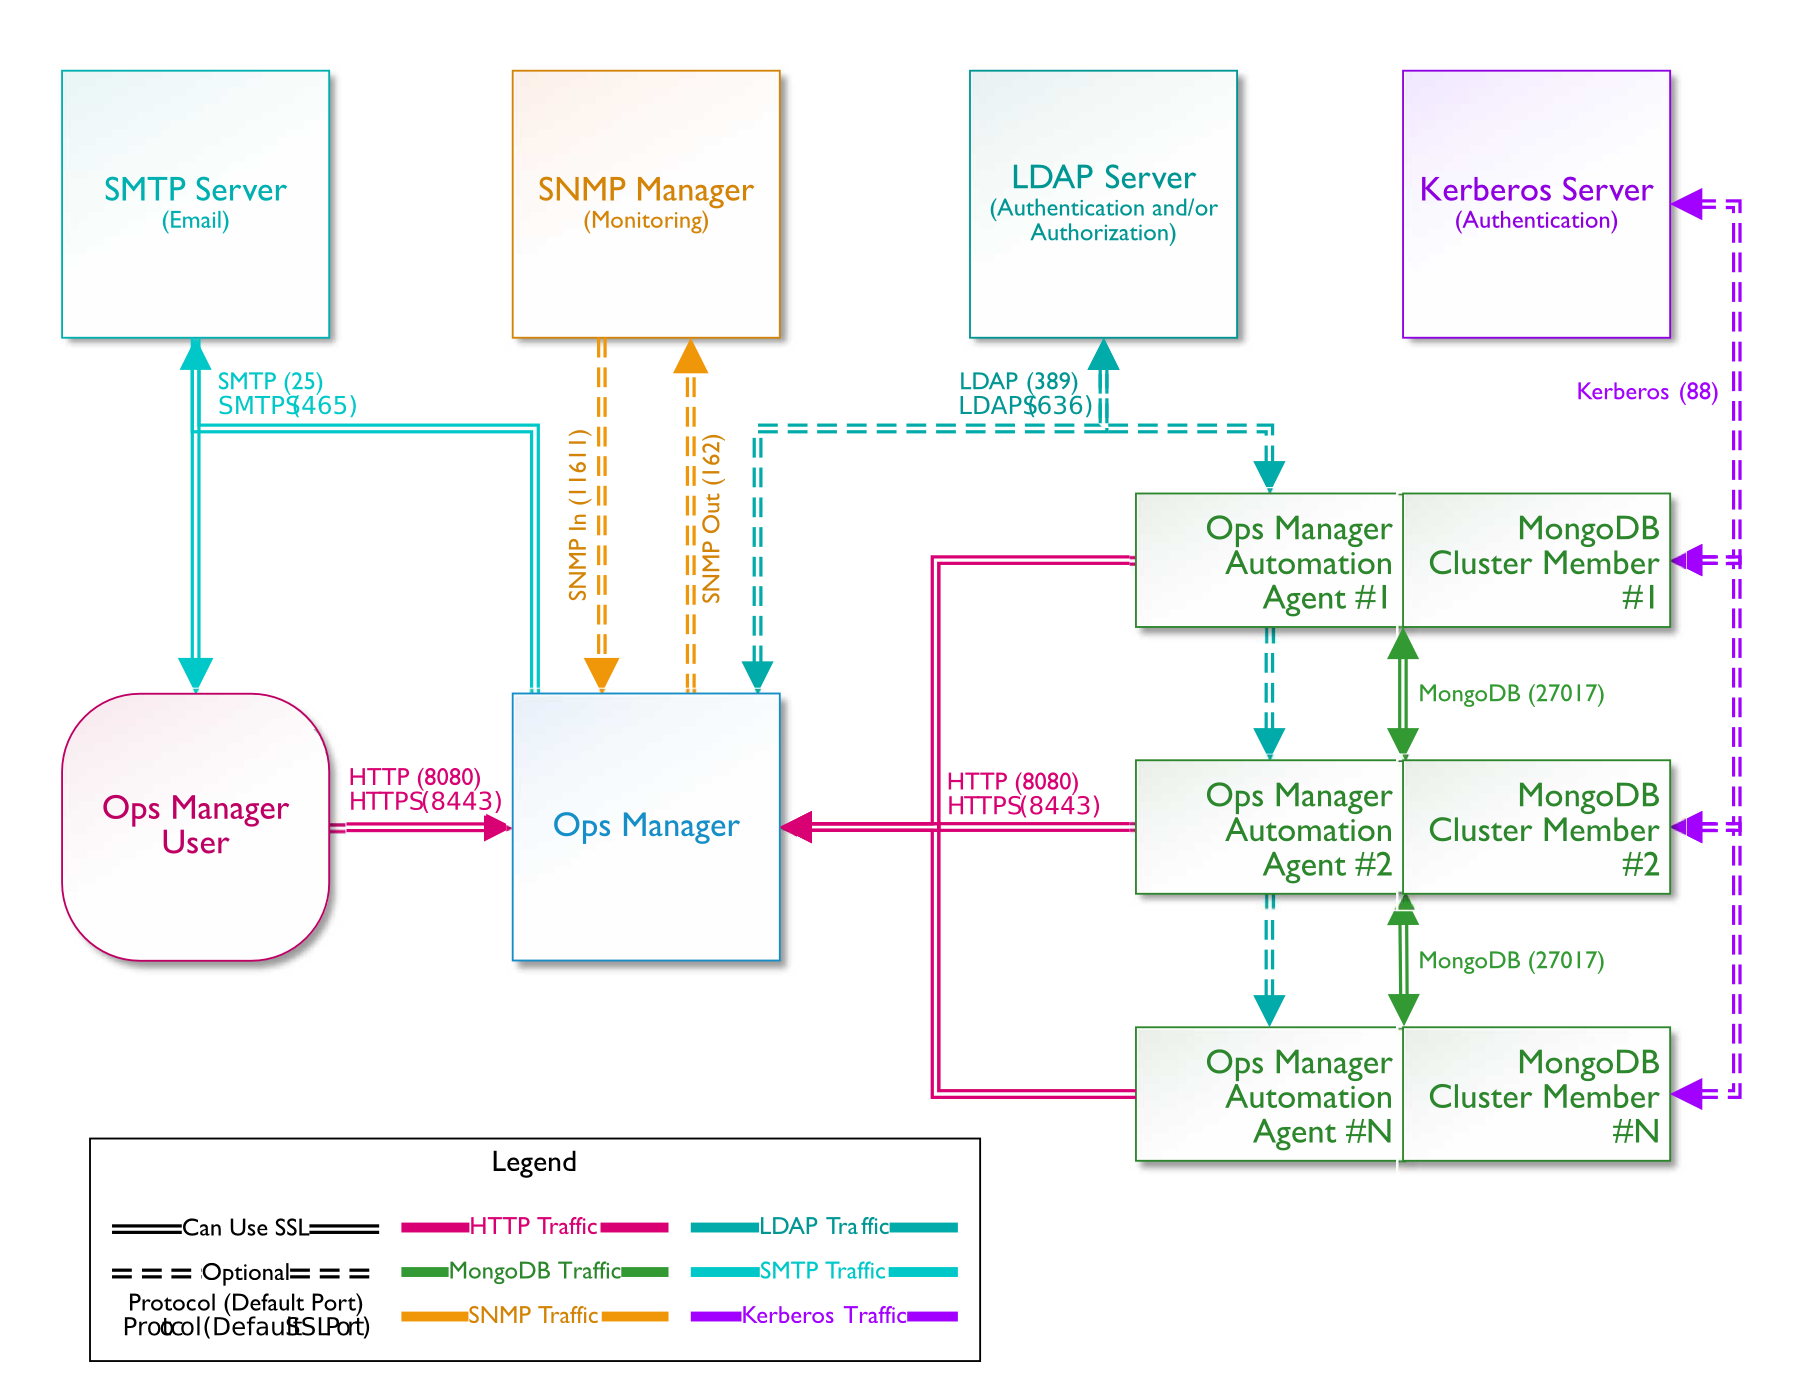 SMTP Server
(Email)
SNMP Manager
(Monitoring)
LDAP Server
(Authentication and/or
Authorization)
Kerberos Server
(Authentication)
SMTP (25)
SMTPS(465)
SNMP In (11611)
SNMP Out (162)
LDAP (389)
LDAPS(636)
Kerberos (88)
Ops Manager
Automation
Agent #1
MongoDB
Cluster Member
#1
MongoDB (27017)
Ops Manager
User
HTTP (8080)
HTTPS(8443)
Ops Manager
HTTP (8080)
HTTPS(8443)
Ops Manager
Automation
Agent #2
MongoDB
Cluster Member
#2
MongoDB (27017)
Ops Manager
Automation
Agent #N
MongoDB
Cluster Member
#N
Legend
Can Use SSL
HTTP Traffic
LDAP Traffic
Optional
MongoDB Traffic
SMTP Traffic
Protocol (Default Port)
Protocol(Default SSL Port)
SNMP Traffic
Kerberos Traffic